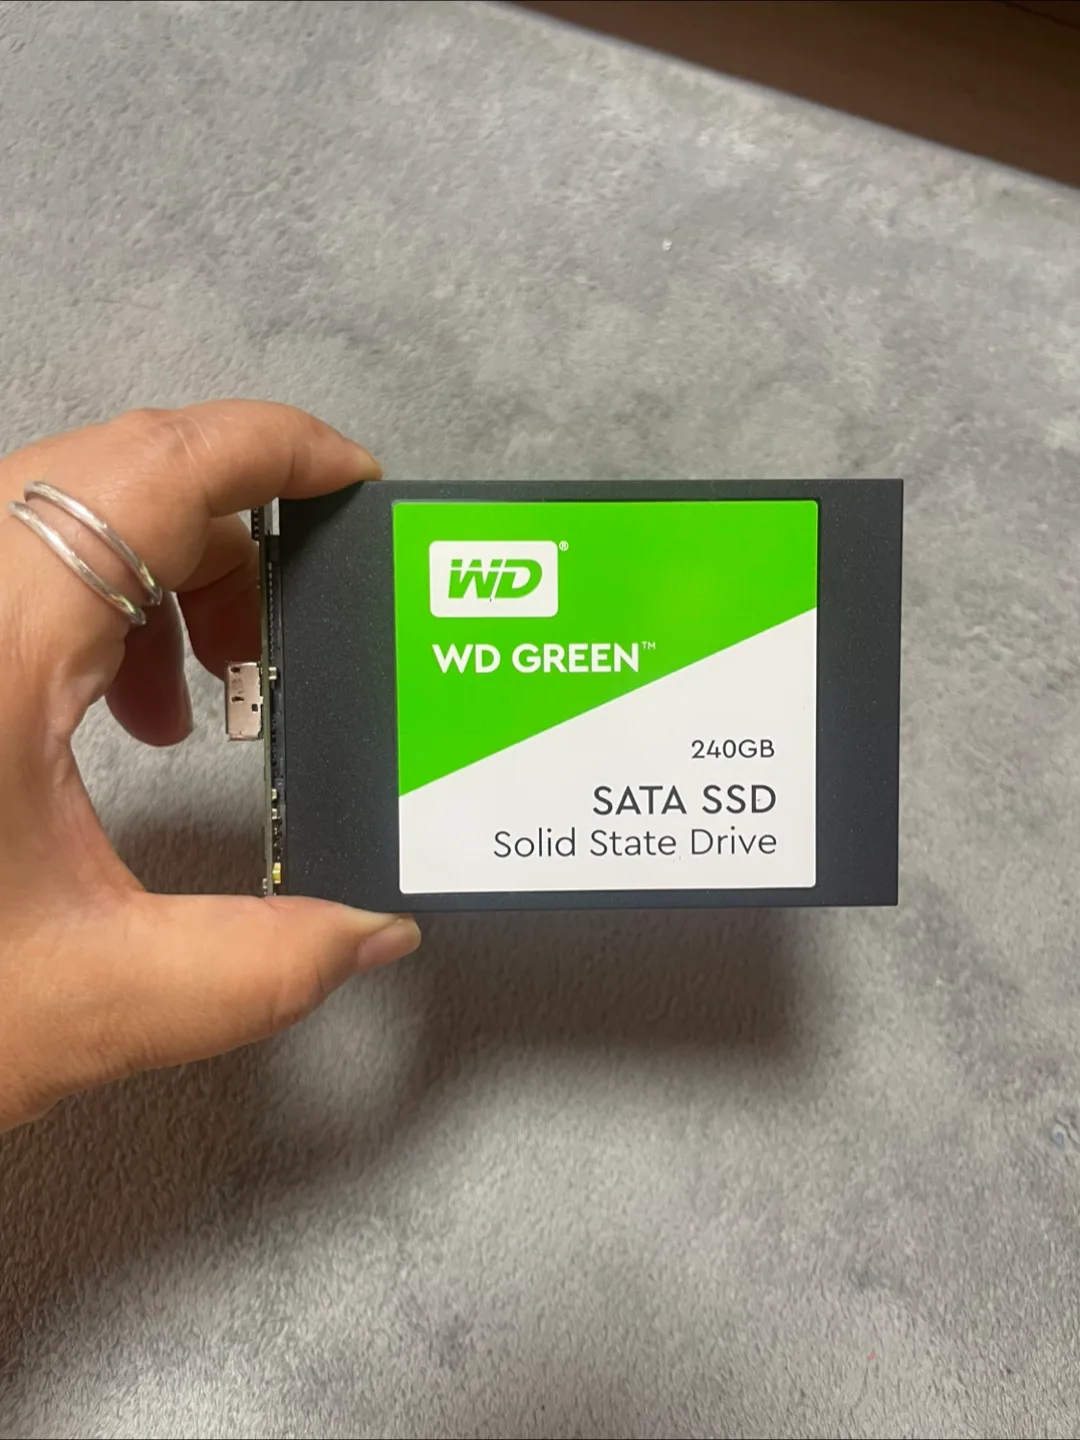 WD®
WD GREEN™
240GB
SATA SSD
Solid State Drive